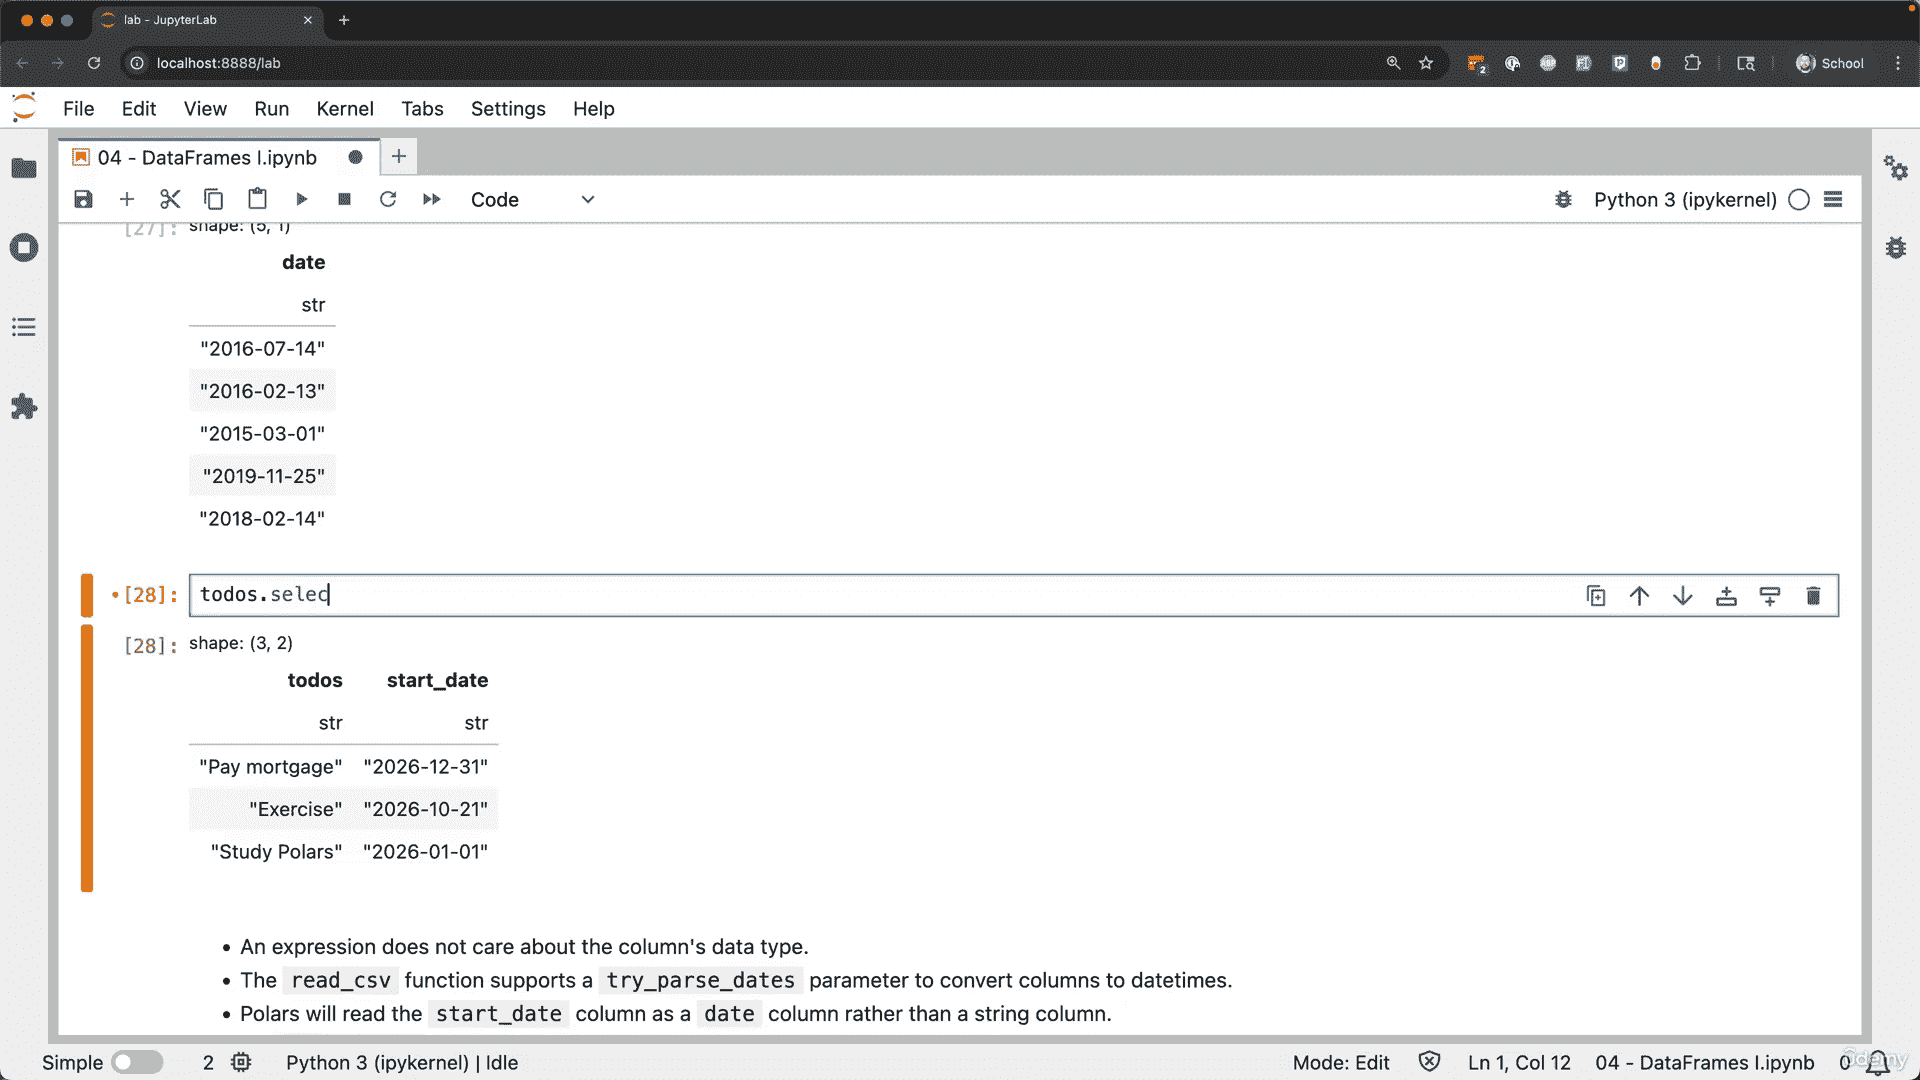 lab - JupyterLab
localhost:8888/lab
2
School
File Edit View Run Kernel Tabs Settings Help
04 - DataFrames I.ipynb
Code
Python 3 (ipykernel)
[27]: shape: (5, 1)
date
str
"2016-07-14"
"2016-02-13"
"2015-03-01"
"2019-11-25"
"2018-02-14"
[28]: todos.selec
[28]: shape: (3, 2)
todos start_date
str str
"Pay mortgage" "2026-12-31"
"Exercise" "2026-10-21"
"Study Polars" "2026-01-01"
• An expression does not care about the column's data type.
• The read_csv function supports a try_parse_dates parameter to convert columns to datetimes.
• Polars will read the start_date column as a date column rather than a string column.
Simple 2 Python 3 (ipykernel) | Idle Mode: Edit Ln 1, Col 12 04 - DataFrames I.ipynb 0
udemy